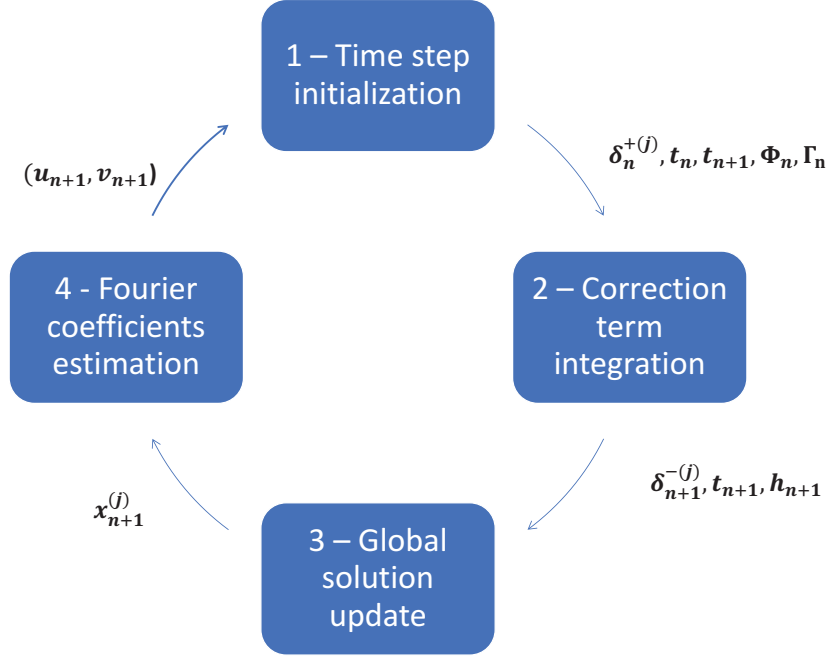 1 – Time step
initialization
δₙ⁺⁽ʲ⁾, tₙ, tₙ₊₁, Φₙ, Γₙ
2 – Correction
term
integration
δₙ₊₁⁻⁽ʲ⁾, tₙ₊₁, hₙ₊₁
3 – Global
solution
update
xₙ₊₁⁽ʲ⁾
4 - Fourier
coefficients
estimation
(uₙ₊₁, vₙ₊₁)